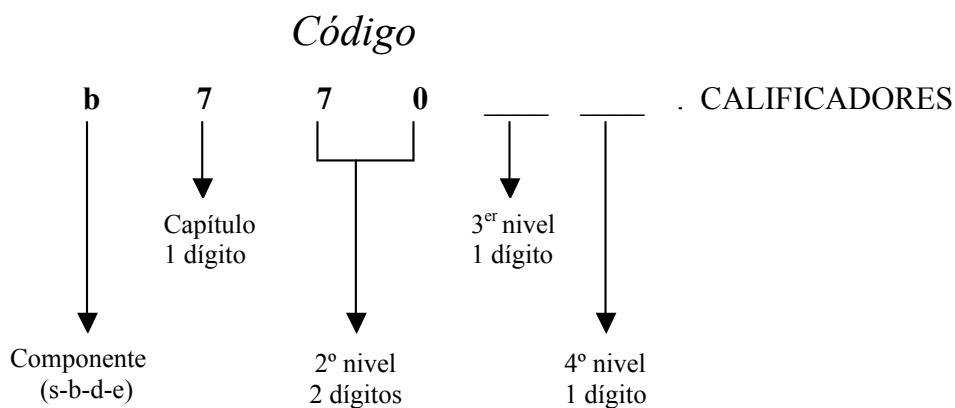 Código
b 7 7 0 ____ ____ . CALIFICADORES
Capítulo
1 dígito
3er nivel
1 dígito
Componente
(s-b-d-e)
2º nivel
2 dígitos
4º nivel
1 dígito